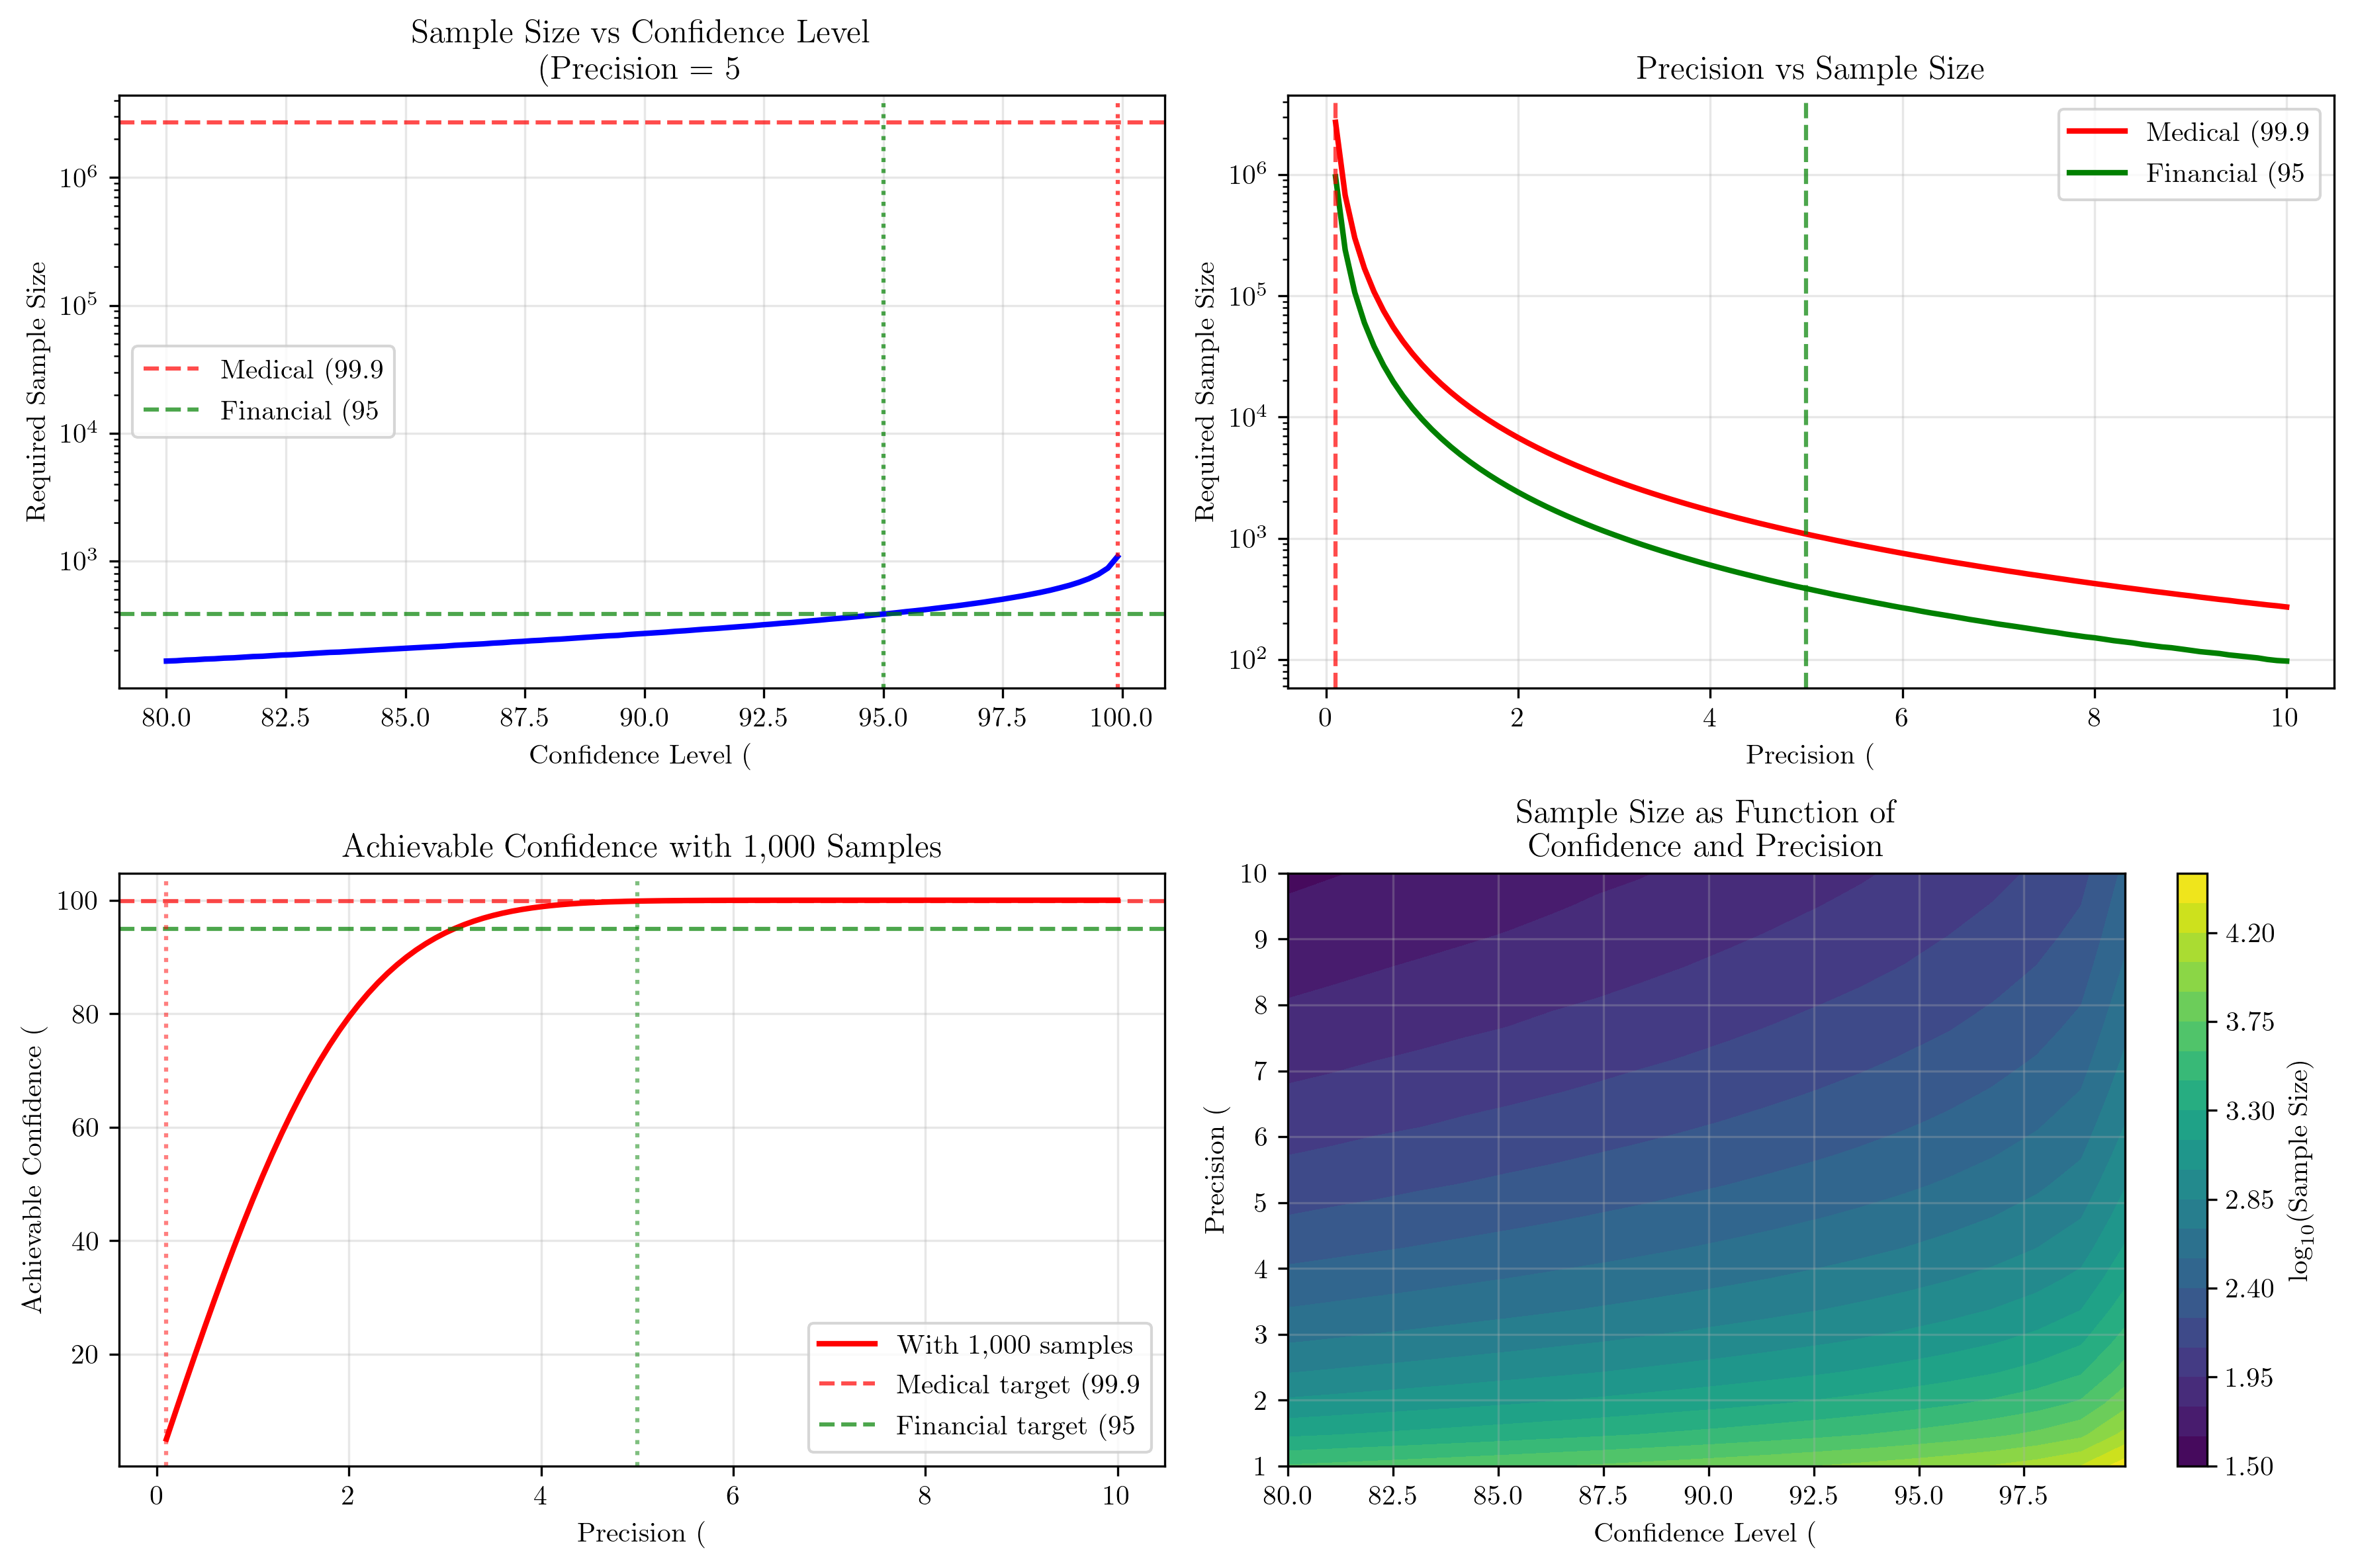 Sample Size vs Confidence Level
(Precision = 5
Required Sample Size
10^6
10^5
10^4
10^3
Medical (99.9
Financial (95
80.0 82.5 85.0 87.5 90.0 92.5 95.0 97.5 100.0
Confidence Level (
Precision vs Sample Size
Required Sample Size
10^6
10^5
10^4
10^3
10^2
Medical (99.9
Financial (95
0 2 4 6 8 10
Precision (
Achievable Confidence with 1,000 Samples
Achievable Confidence (
100
80
60
40
20
With 1,000 samples
Medical target (99.9
Financial target (95
0 2 4 6 8 10
Precision (
Sample Size as Function of
Confidence and Precision
Precision (
10
9
8
7
6
5
4
3
2
1
80.0 82.5 85.0 87.5 90.0 92.5 95.0 97.5
Confidence Level (
4.20
3.75
3.30
2.85
2.40
1.95
1.50
log10(Sample Size)